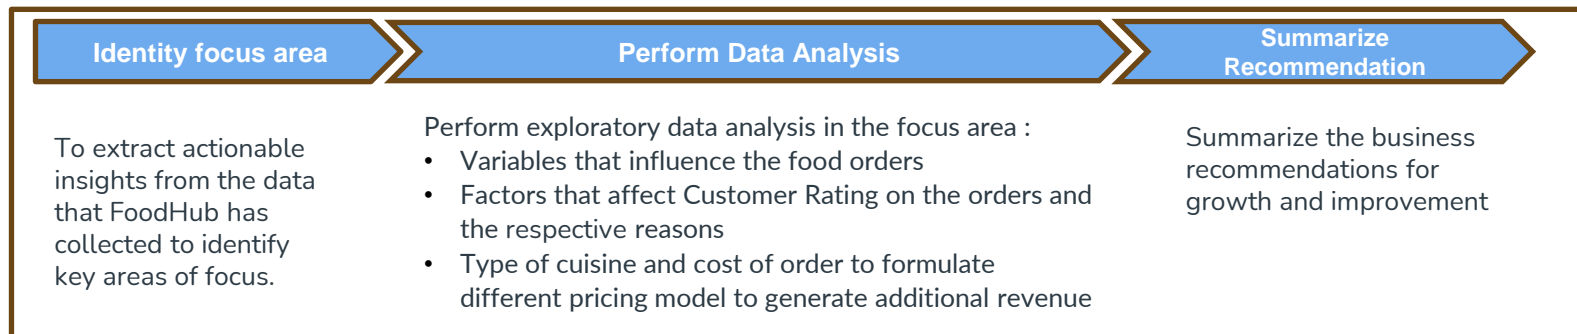 Identity focus area
Perform Data Analysis
Summarize
Recommendation
To extract actionable
insights from the data
that FoodHub has
collected to identify
key areas of focus.
Perform exploratory data analysis in the focus area :
• Variables that influence the food orders
• Factors that affect Customer Rating on the orders and
the respective reasons
• Type of cuisine and cost of order to formulate
different pricing model to generate additional revenue
Summarize the business
recommendations for
growth and improvement